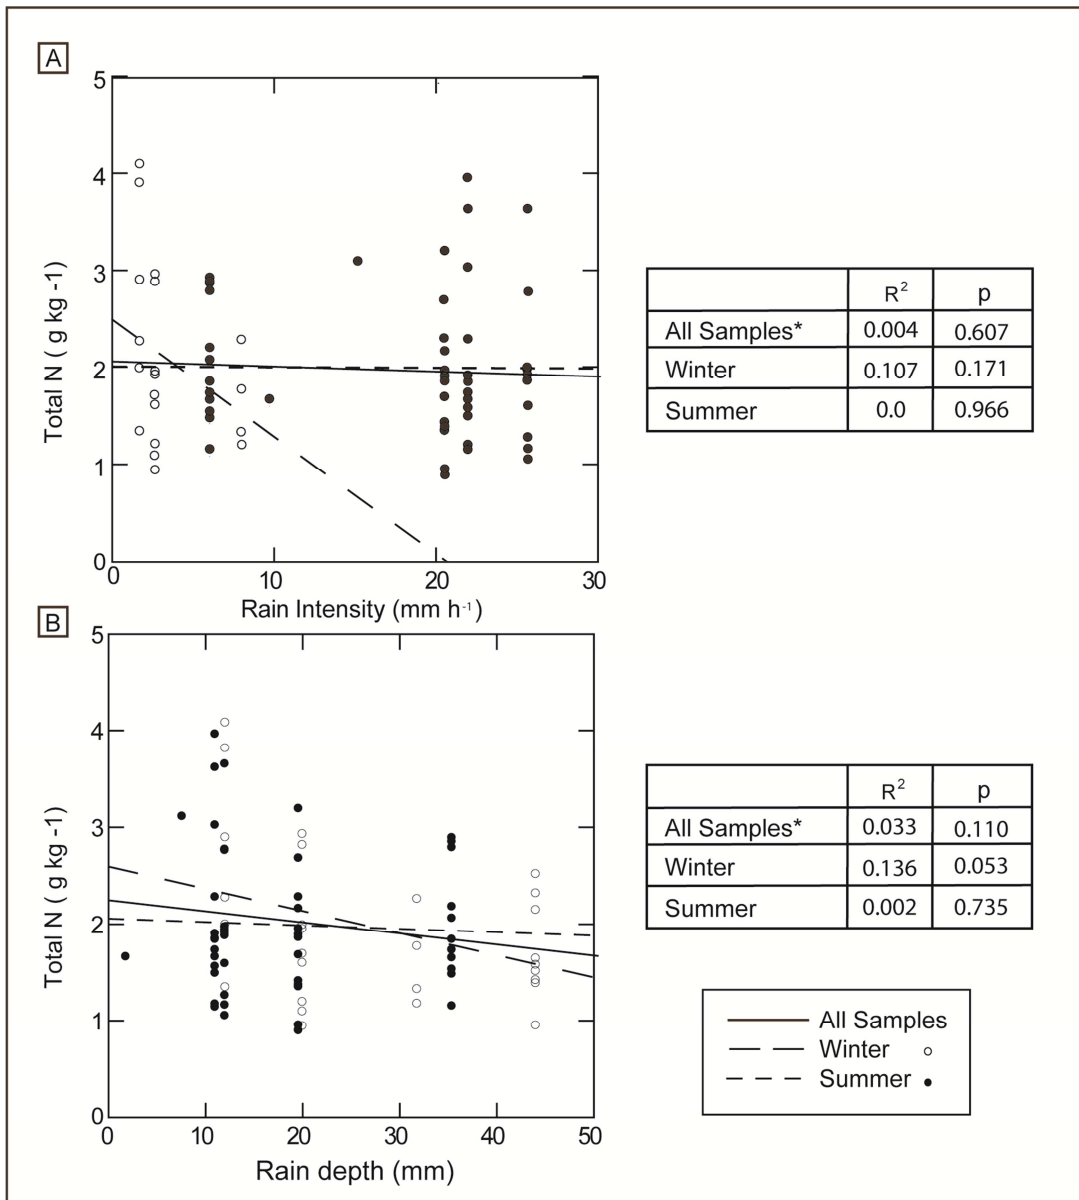 A
5
4
3
2
1
0
Total N ( g kg -1)
0 10 20 30
Rain Intensity (mm h-1)
R2 p
All Samples* 0.004 0.607
Winter 0.107 0.171
Summer 0.0 0.966
B
5
4
3
2
1
0
Total N ( g kg -1)
0 10 20 30 40 50
Rain depth (mm)
R2 p
All Samples* 0.033 0.110
Winter 0.136 0.053
Summer 0.002 0.735
All Samples
Winter
Summer